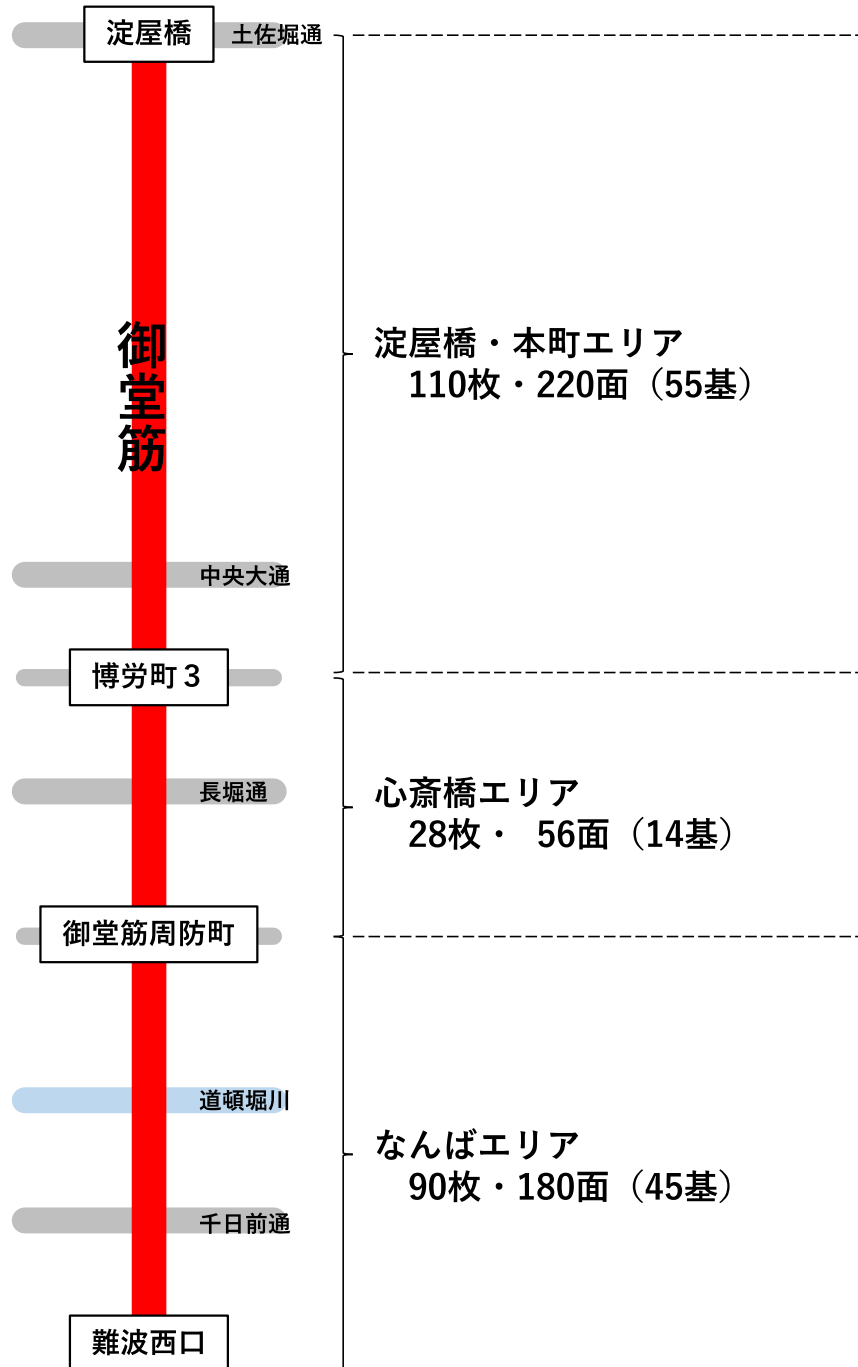 淀屋橋
土佐堀通
御堂筋
淀屋橋・本町エリア
110枚・220面（55基）
中央大通
博労町３
長堀通
心斎橋エリア
28枚・ 56面（14基）
御堂筋周防町
道頓堀川
なんばエリア
90枚・180面（45基）
千日前通
難波西口